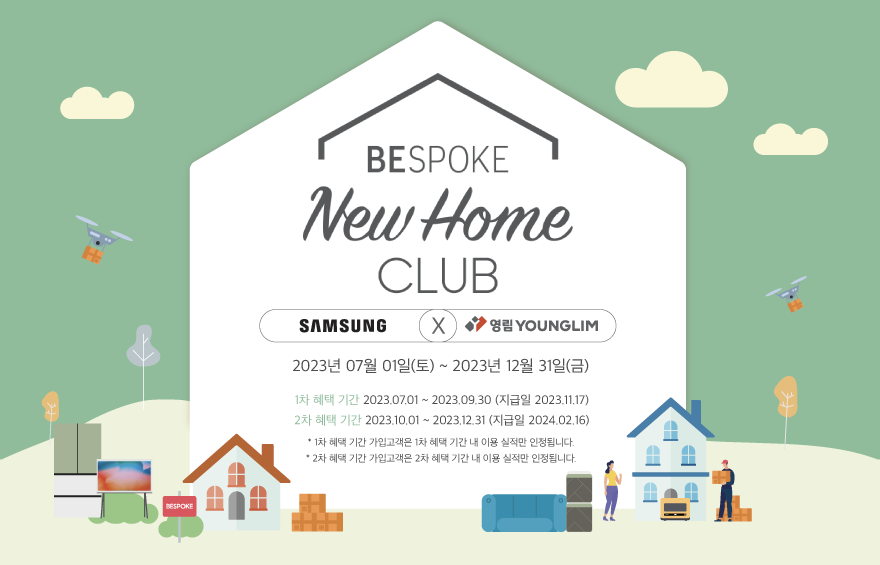 BESPOKE
New Home
CLUB
SAMSUNG X 영림 YOUNGLIM
2023년 07월 01일(토) ~ 2023년 12월 31일(금)
1차 혜택 기간 2023.07.01 ~ 2023.09.30 (지급일 2023.11.17)
2차 혜택 기간 2023.10.01 ~ 2023.12.31 (지급일 2024.02.16)
* 1차 혜택 기간 가입고객은 1차 혜택 기간 내 이용 실적만 인정됩니다.
* 2차 혜택 기간 가입고객은 2차 혜택 기간 내 이용 실적만 인정됩니다.
BESPOKE